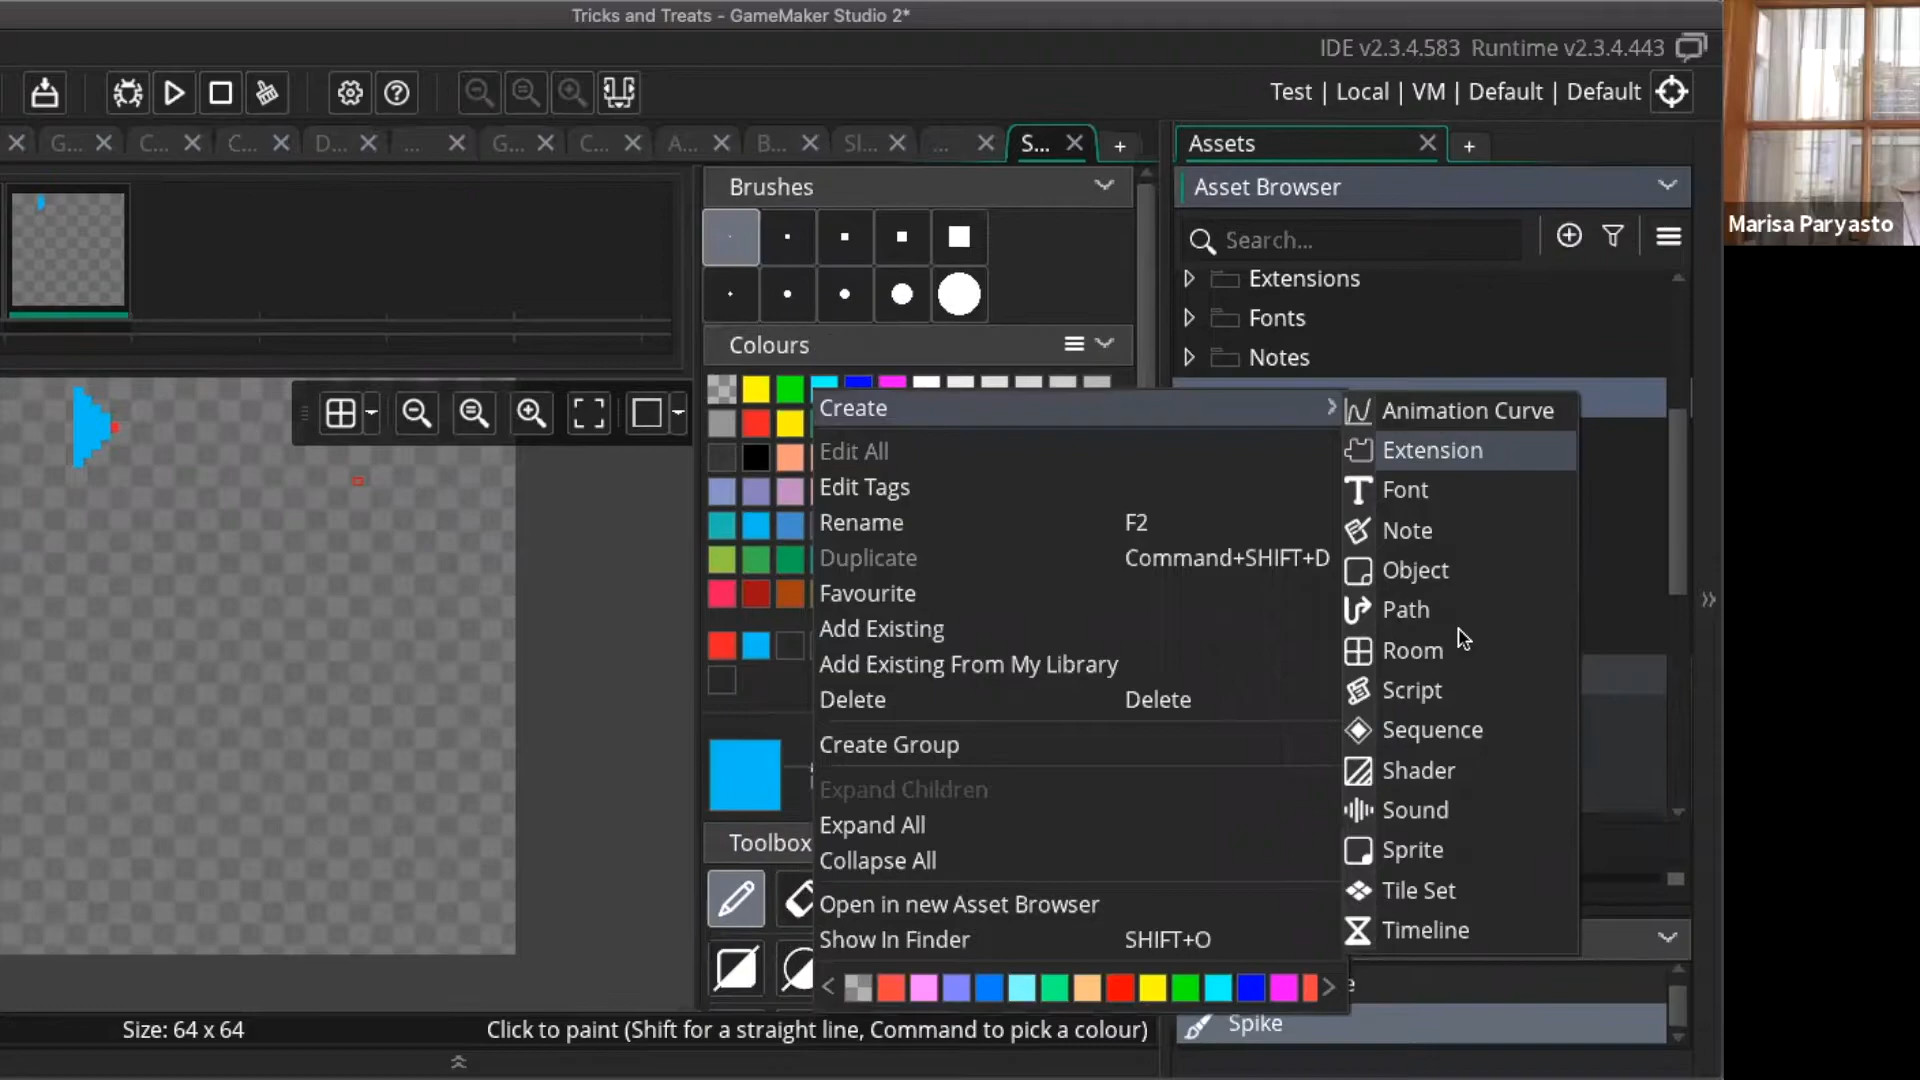 Tricks and Treats - GameMaker Studio 2*
IDE v2.3.4.583 Runtime v2.3.4.443
Test | Local | VM | Default | Default
G...
C...
C...
D...
...
G...
C...
A...
B...
Sl...
...
S...
+
Assets
+
Brushes
Asset Browser
Search...
Marisa Paryasto
Extensions
Fonts
Notes
Colours
Create
Edit All
Edit Tags
Rename F2
Duplicate Command+SHIFT+D
Favourite
Add Existing
Add Existing From My Library
Delete Delete
Create Group
Expand Children
Expand All
Collapse All
Open in new Asset Browser
Show In Finder SHIFT+O
Animation Curve
Extension
Font
Note
Object
Path
Room
Script
Sequence
Shader
Sound
Sprite
Tile Set
Timeline
Toolbox
Spike
Size: 64 x 64
Click to paint (Shift for a straight line, Command to pick a colour)